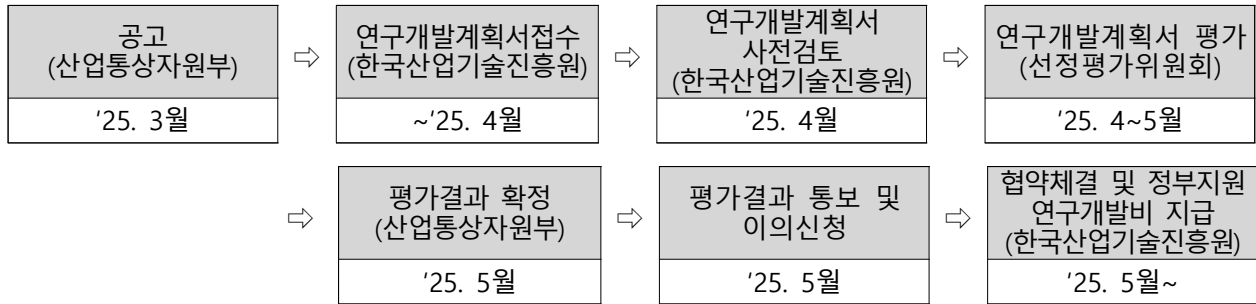 공고
(산업통상자원부)
⇨
연구개발계획서접수
(한국산업기술진흥원)
⇨
연구개발계획서
사전검토
(한국산업기술진흥원)
⇨
연구개발계획서 평가
(선정평가위원회)
'25. 3월
~'25. 4월
'25. 4월
'25. 4~5월
⇨
평가결과 확정
(산업통상자원부)
⇨
평가결과 통보 및
이의신청
⇨
협약체결 및 정부지원
연구개발비 지급
(한국산업기술진흥원)
'25. 5월
'25. 5월
'25. 5월~